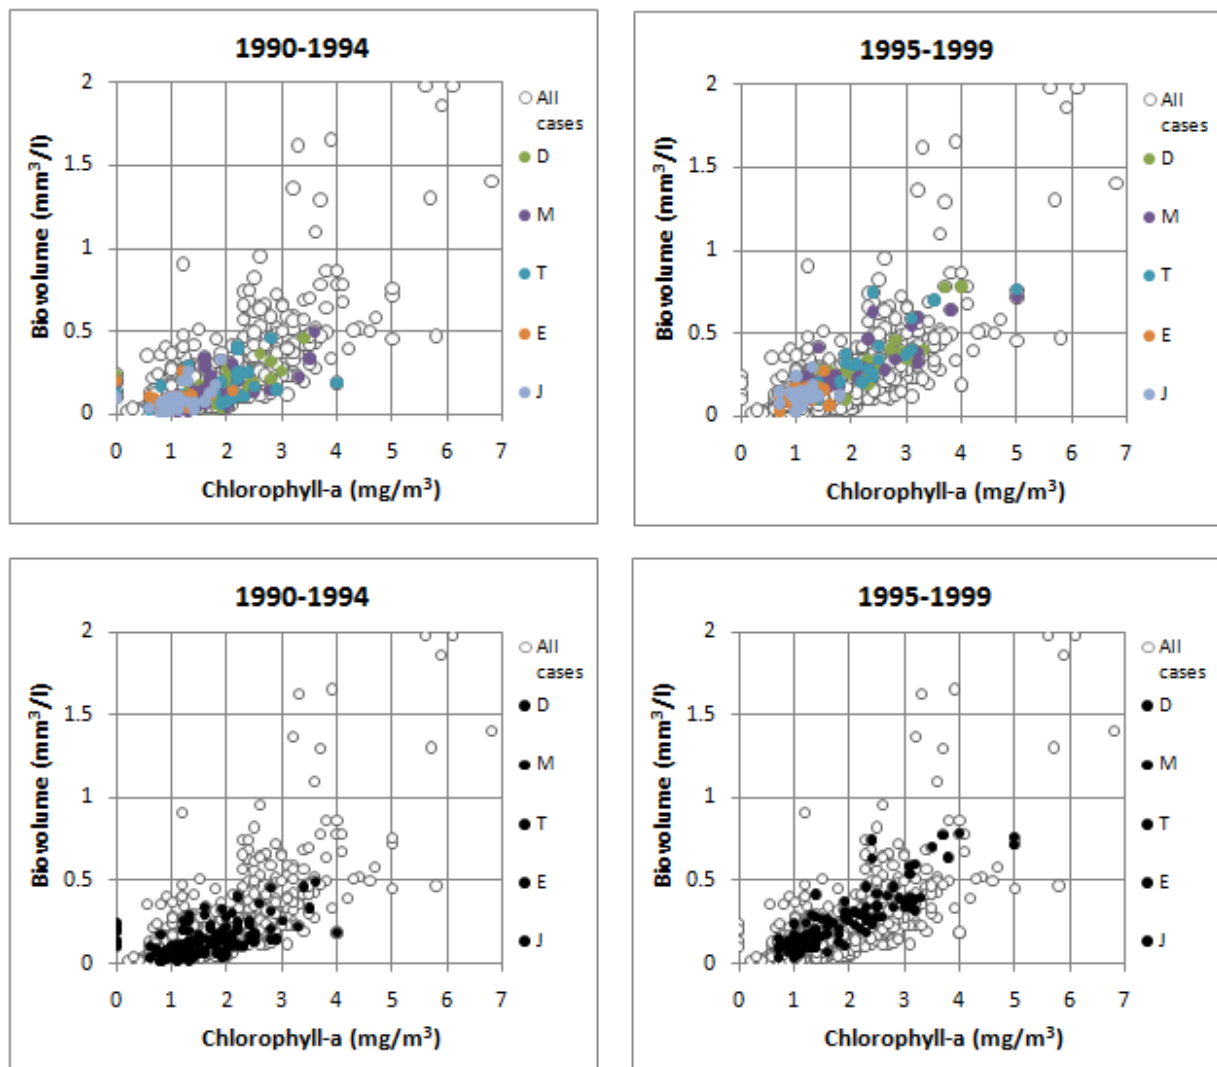 1990-1994
Biovolume (mm³/l)
2
1.5
1
0.5
0
0 1 2 3 4 5 6 7
Chlorophyll-a (mg/m³)
All
cases
D
M
T
E
J
1995-1999
Biovolume (mm³/l)
2
1.5
1
0.5
0
0 1 2 3 4 5 6 7
Chlorophyll-a (mg/m³)
All
cases
D
M
T
E
J
1990-1994
Biovolume (mm³/l)
2
1.5
1
0.5
0
0 1 2 3 4 5 6 7
Chlorophyll-a (mg/m³)
All
cases
D
M
T
E
J
1995-1999
Biovolume (mm³/l)
2
1.5
1
0.5
0
0 1 2 3 4 5 6 7
Chlorophyll-a (mg/m³)
All
cases
D
M
T
E
J